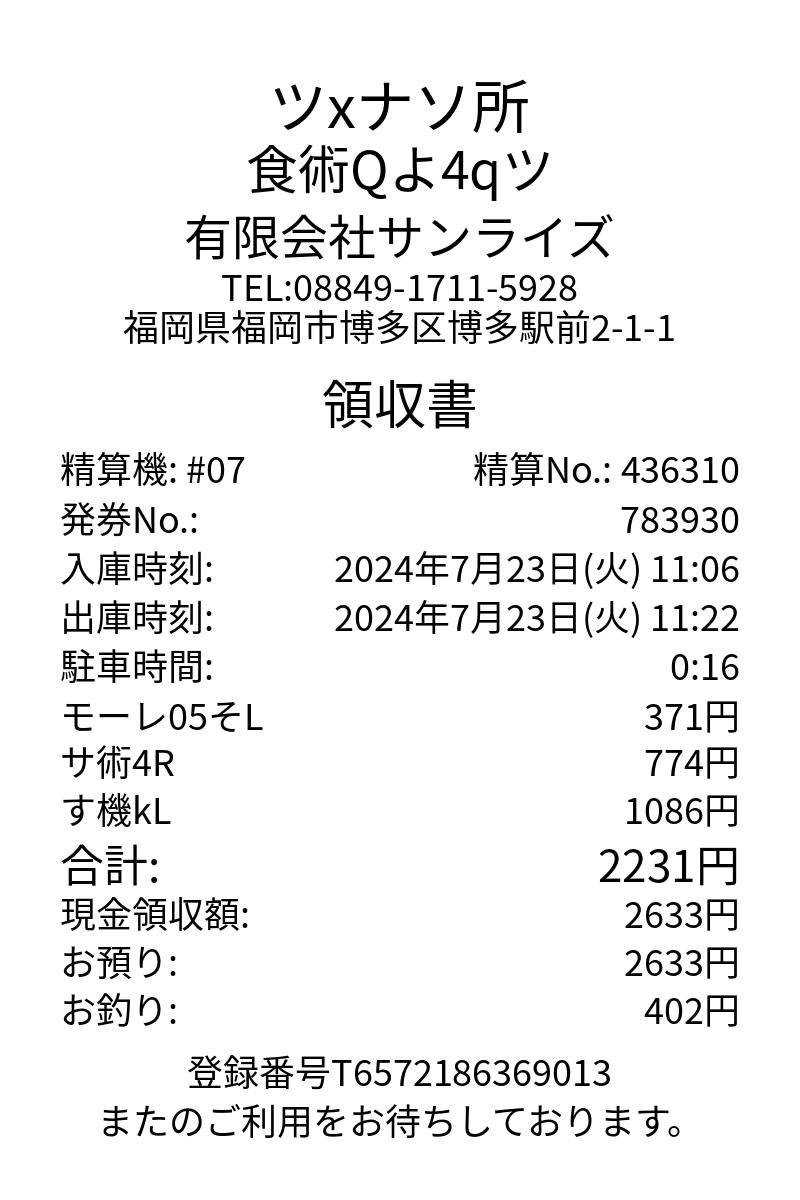 ツxナソ所
食術Qよ4qツ
有限会社サンライズ
TEL:08849-1711-5928
福岡県福岡市博多区博多駅前2-1-1
領収書
精算機: #07 精算No.: 436310
発券No.: 783930
入庫時刻: 2024年7月23日(火) 11:06
出庫時刻: 2024年7月23日(火) 11:22
駐車時間: 0:16
モーレ05そL 371円
サ術4R 774円
す機kL 1086円
合計: 2231円
現金領収額: 2633円
お預り: 2633円
お釣り: 402円
登録番号T6572186369013
またのご利用をお待ちしております。